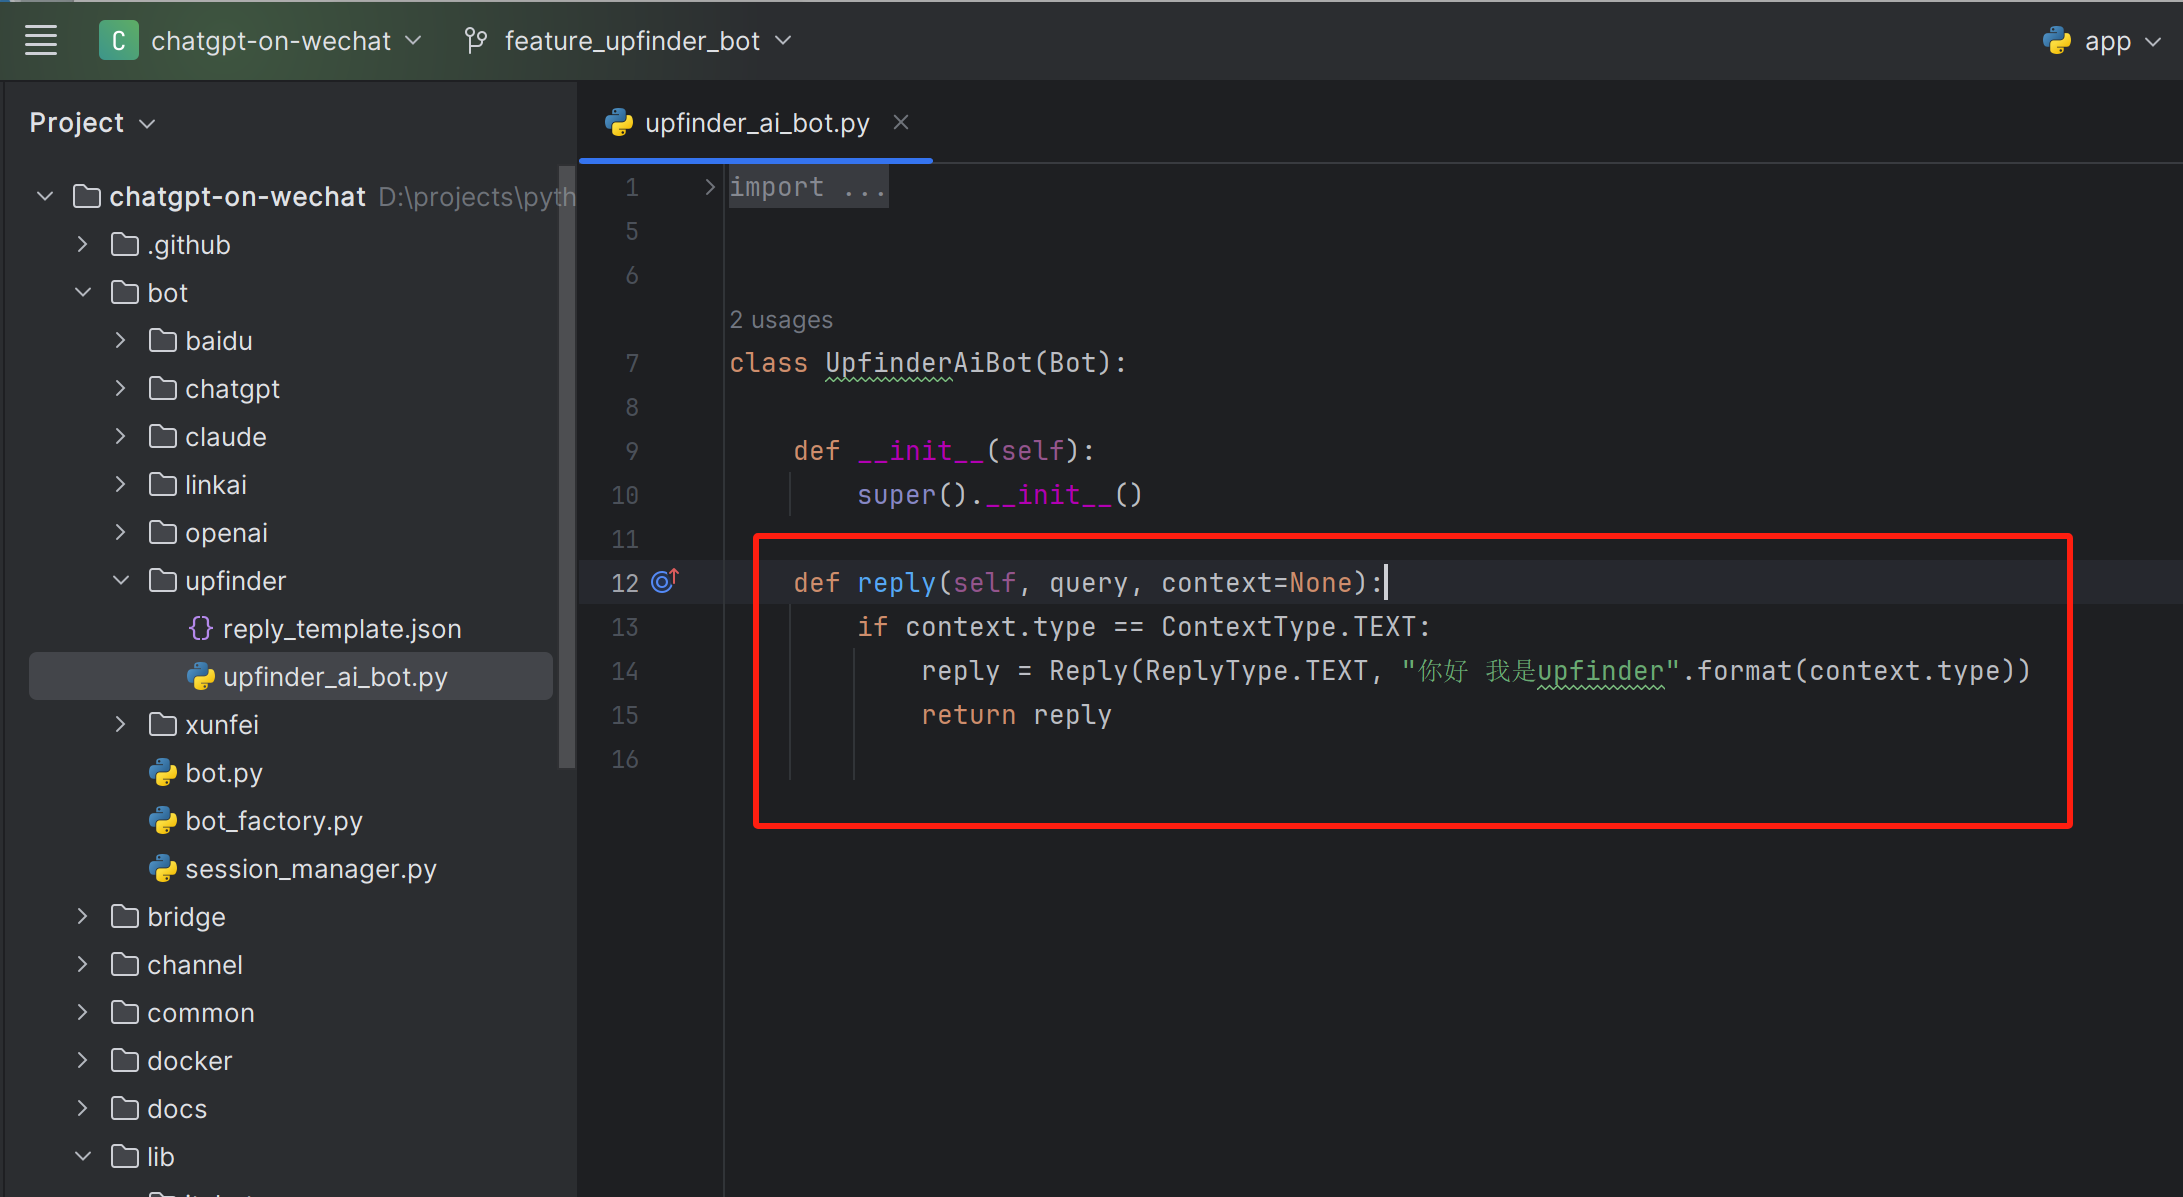 C chatgpt-on-wechat feature_upfinder_bot app
Project
chatgpt-on-wechat D:\projects\pyth
.github
bot
baidu
chatgpt
claude
linkai
openai
upfinder
reply_template.json
upfinder_ai_bot.py
xunfei
bot.py
bot_factory.py
session_manager.py
bridge
channel
common
docker
docs
lib
upfinder_ai_bot.py
1 import ...
5
6
2 usages
7 class UpfinderAiBot(Bot):
8
9 def __init__(self):
10 super().__init__()
11
12 def reply(self, query, context=None):
13 if context.type == ContextType.TEXT:
14 reply = Reply(ReplyType.TEXT, "你好 我是upfinder".format(context.type))
15 return reply
16